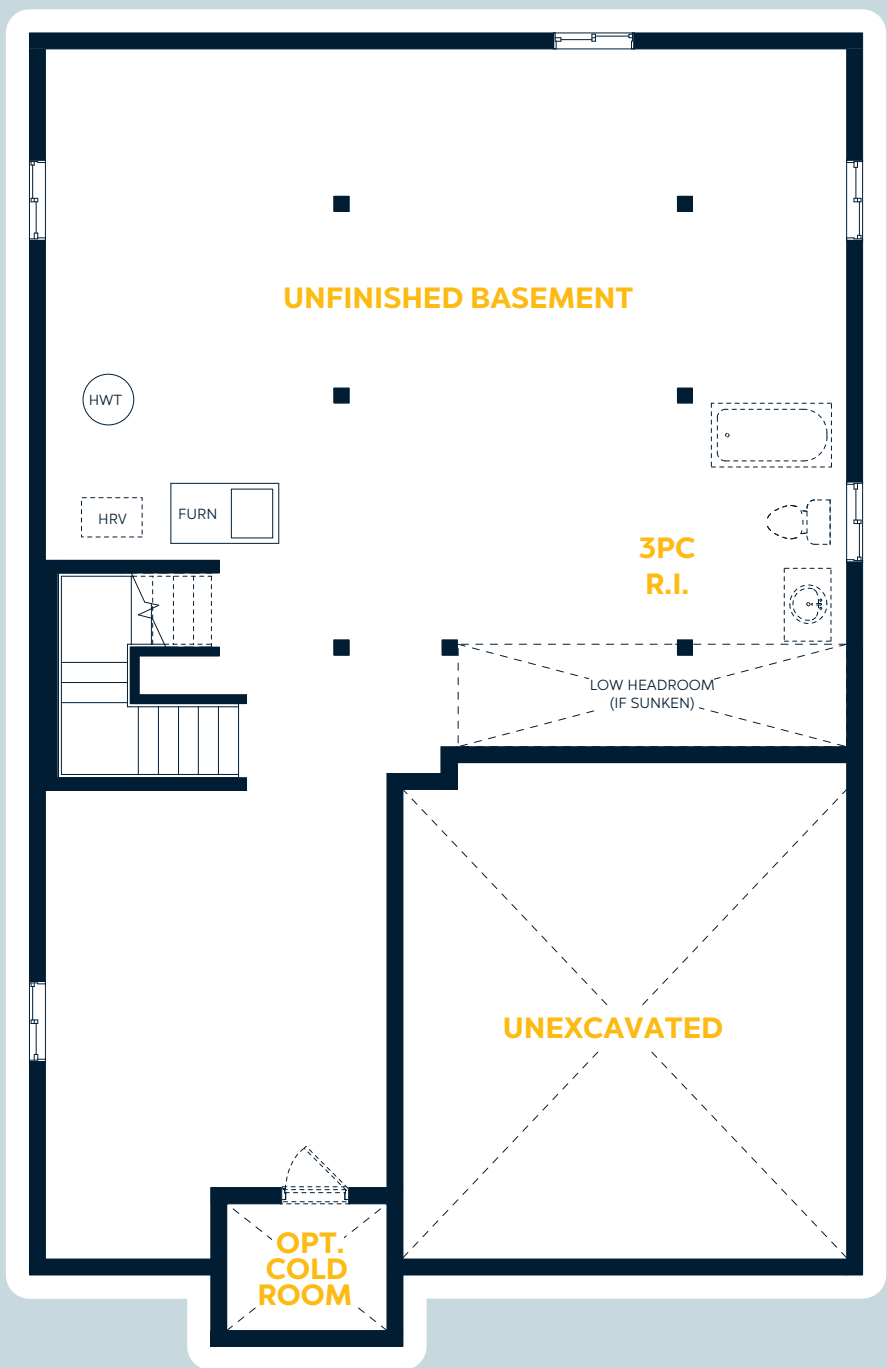 UNFINISHED BASEMENT
HWT
HRV
FURN
3PC
R.I.
LOW HEADROOM
(IF SUNKEN)
UNEXCAVATED
OPT.
COLD
ROOM